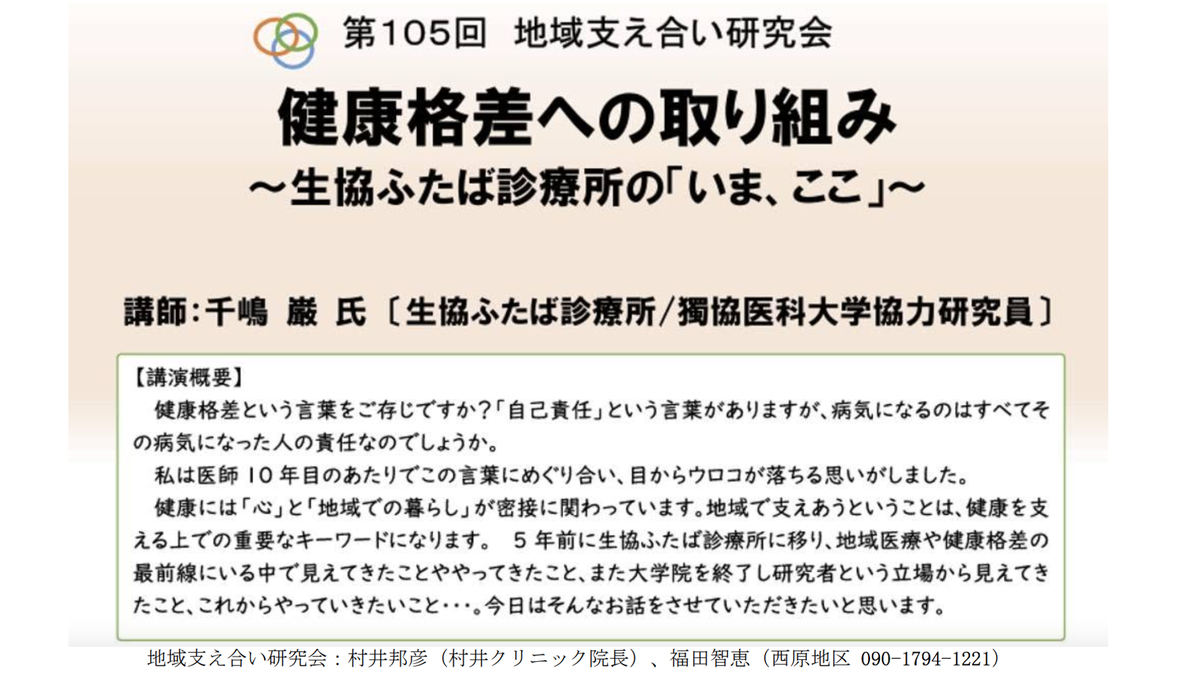 第105回 地域支え合い研究会
健康格差への取り組み
～生協ふたば診療所の「いま、ここ」～
講師：千嶋 巌 氏 〔生協ふたば診療所/獨協医科大学協力研究員〕
【講演概要】
健康格差という言葉をご存じですか？「自己責任」という言葉がありますが、病気になるのはすべてそ
の病気になった人の責任なのでしょうか。
私は医師10年目のあたりでこの言葉にめぐり合い、目からウロコが落ちる思いがしました。
健康には「心」と「地域での暮らし」が密接に関わっています。地域で支えあうということは、健康を支
える上での重要なキーワードになります。 5年前に生協ふたば診療所に移り、地域医療や健康格差の
最前線にいる中で見えてきたことややってきたこと、また大学院を終了し研究者という立場から見えてき
たこと、これからやっていきたいこと・・・。今日はそんなお話をさせていただきたいと思います。
地域支え合い研究会：村井邦彦（村井クリニック院長）、福田智恵（西原地区 090-1794-1221）